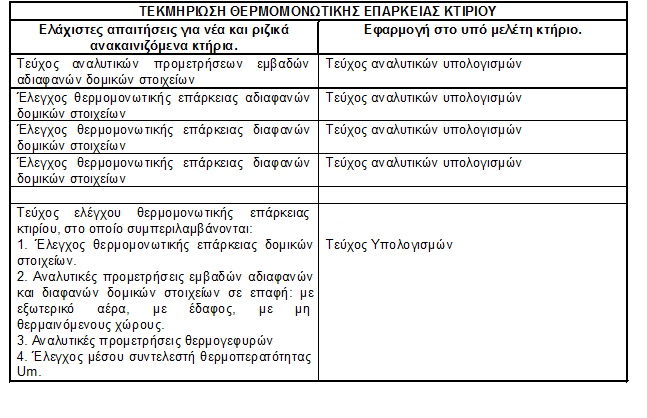 ΤΕΚΜΗΡΙΩΣΗ ΘΕΡΜΟΜΟΝΩΤΙΚΗΣ ΕΠΑΡΚΕΙΑΣ ΚΤΙΡΙΟΥ
Ελάχιστες απαιτήσεις για νέα και ριζικά
ανακαινιζόμενα κτήρια.
Εφαρμογή στο υπό μελέτη κτήριο.
Τεύχος αναλυτικών προμετρήσεων εμβαδών
αδιαφανών δομικών στοιχείων
Τεύχος αναλυτικών υπολογισμών
Έλεγχος θερμομονωτικής επάρκειας αδιαφανών
δομικών στοιχείων
Τεύχος αναλυτικών υπολογισμών
Έλεγχος θερμομονωτικής επάρκειας διαφανών
δομικών στοιχείων
Τεύχος αναλυτικών υπολογισμών
Έλεγχος θερμομονωτικής επάρκειας διαφανών
δομικών στοιχείων
Τεύχος αναλυτικών υπολογισμών
Τεύχος ελέγχου θερμομονωτική επάρκειας
κτιρίου, στο οποίο συμπεριλαμβάνονται:
1. Έλεγχος θερμομονωτικής επάρκειας δομικών
στοιχείων.
2. Αναλυτικές προμετρήσεις εμβαδών αδιαφανών
και διαφανών δομικών στοιχείων σε επαφή: με
εξωτερικό αέρα, με έδαφος, με μη
θερμαινόμενους χώρους.
3. Αναλυτικές προμετρήσεις θερμογεφυρών
4. Έλεγχος μέσου συντελεστή θερμοπερατότητας
Um.
Τεύχος Υπολογισμών